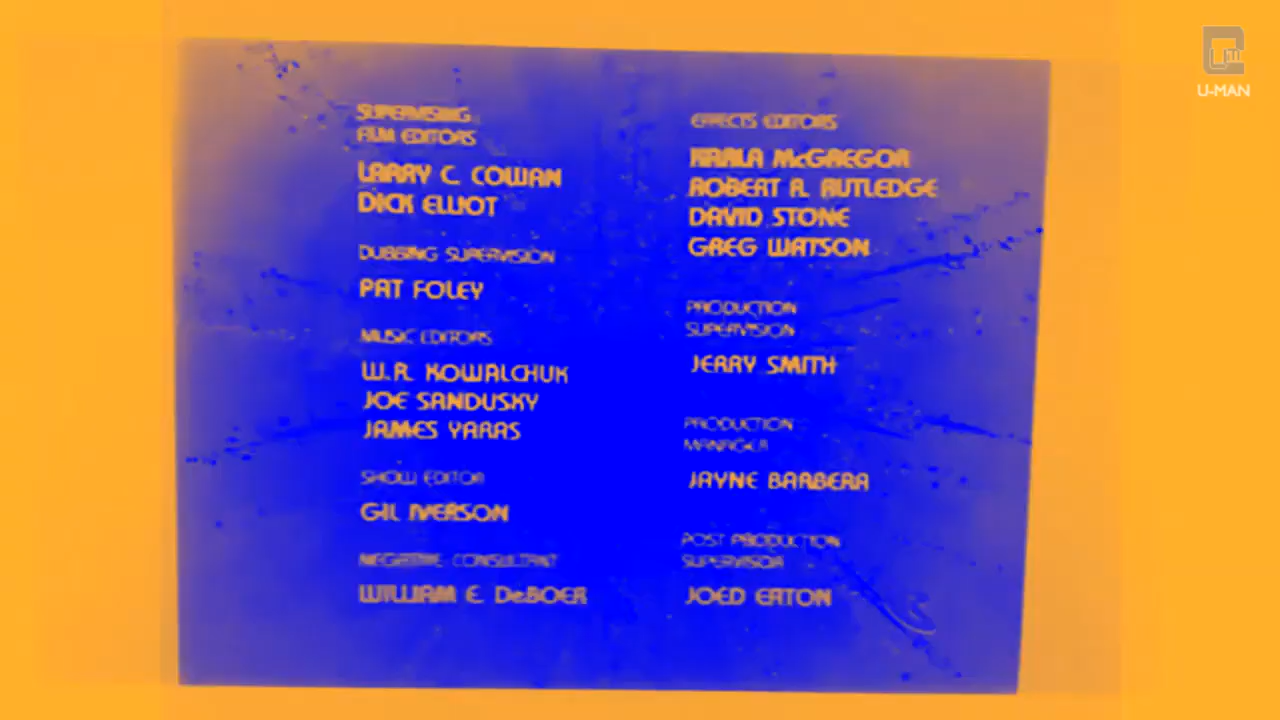 SUPERVISING
FILM EDITORS
LARRY C. COWAN
DICK ELLIOT
DUBBING SUPERVISION
PAT FOLEY
MUSIC EDITORS
W.R. KOWALCHUK
JOE SANDUSKY
JAMES YARAS
SHOW EDITOR
GIL IVERSON
NEGATIVE CONSULTANT
WILLIAM E. DeBOER
EFFECTS EDITORS
KARLA McGREGOR
ROBERT R. RUTLEDGE
DAVID STONE
GREG WATSON
PRODUCTION
SUPERVISION
JERRY SMITH
PRODUCTION
MANAGER
JAYNE BARBERA
POST PRODUCTION
SUPERVISOR
JOED EATON
U-MAN